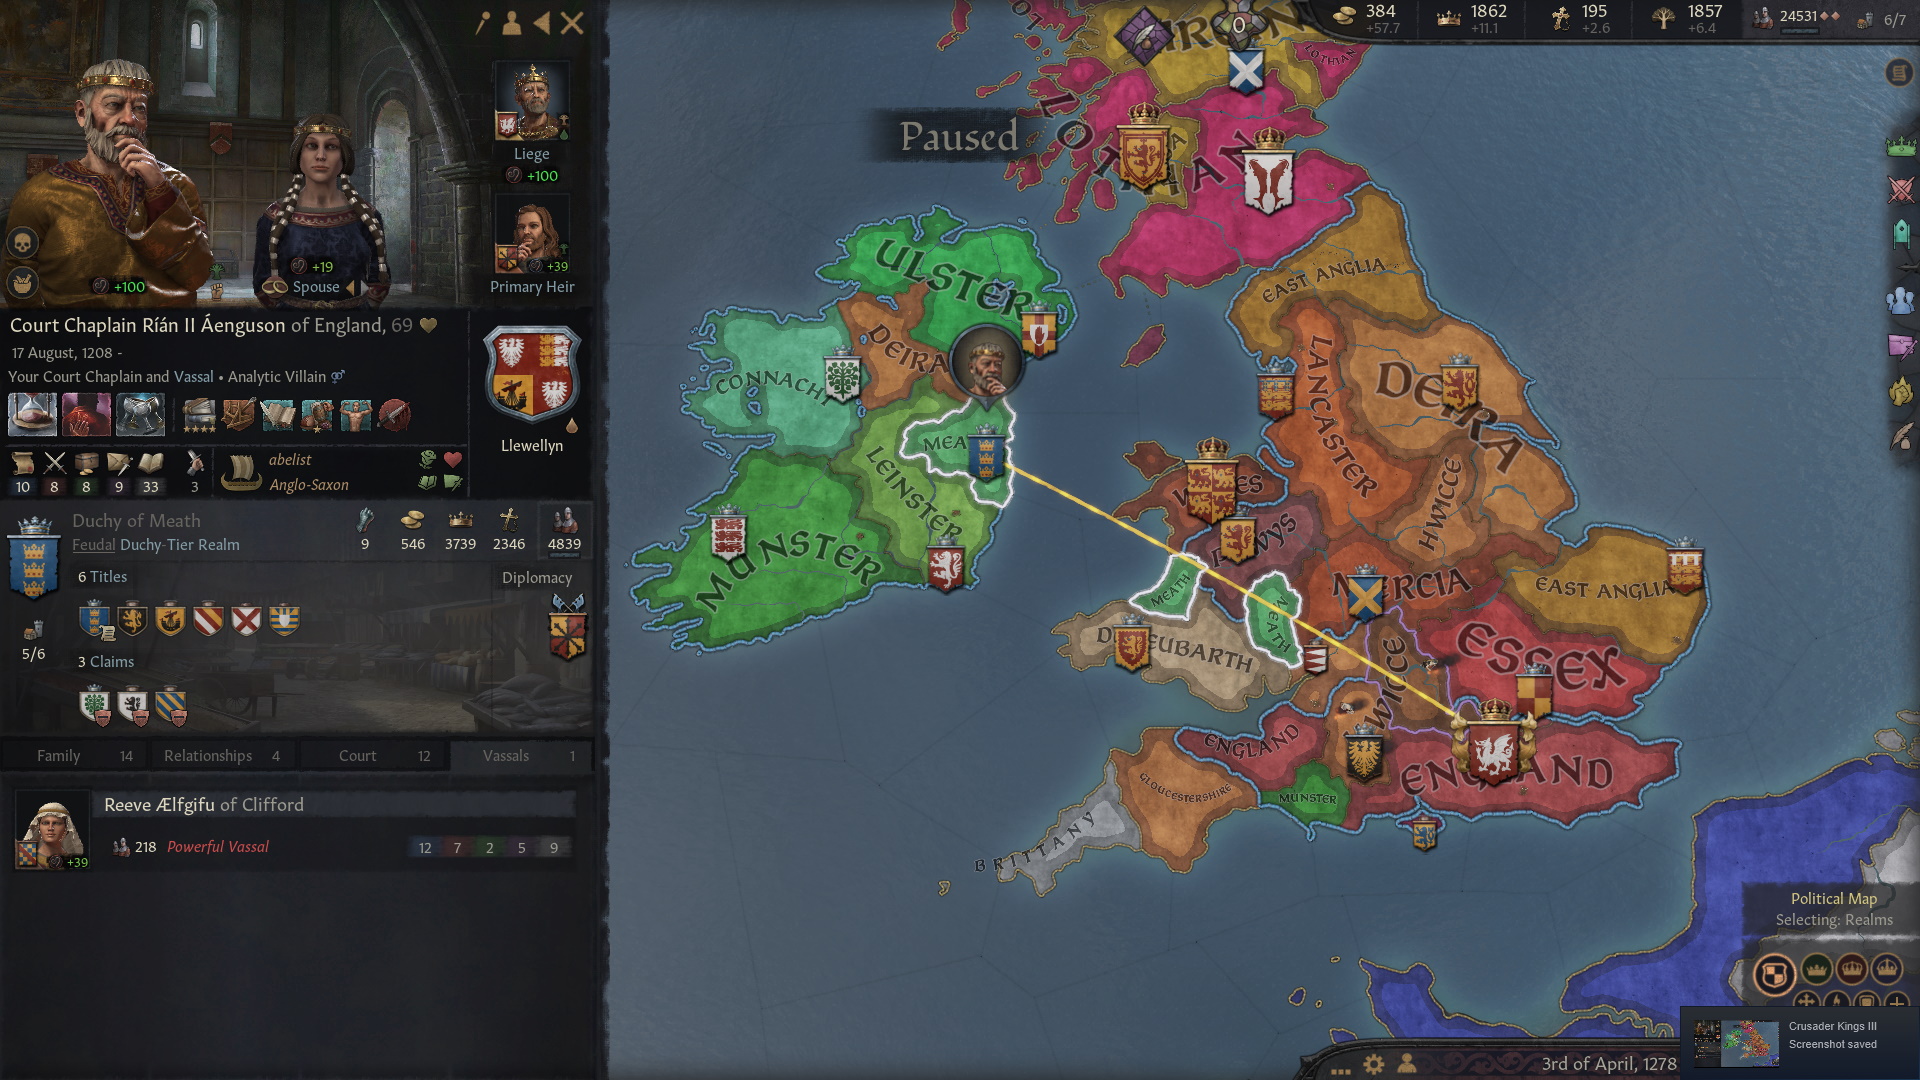 384
+57.7
1862
+11.1
195
+2.6
1857
+6.4
24531
6/7
0
Paused
Liege
+100
+39
Primary Heir
+100
+19
Spouse
Court Chaplain Ríán II Áenguson of England, 69
17 August, 1208 -
Your Court Chaplain and Vassal • Analytic Villain
Llewellyn
10 8 8 9 33 3
abelist
Anglo-Saxon
Duchy of Meath
Feudal Duchy-Tier Realm
9 546 3739 2346 4839
6 Titles
Diplomacy
5/6
3 Claims
Family 14 Relationships 4 Court 12 Vassals 1
Reeve Ælfgifu of Clifford
218 Powerful Vassal
12 7 2 5 9
+39
LOTHIAN
LOTHIAN
ULSTER
EAST ANGLIA
DEIRA
CONNACHT
LANCASTER
DEIRA
LEINSTER
HWICCE
MUNSTER
MEATH
MERCIA
EAST ANGLIA
MEATH
ESSEX
DEHEUBARTH
HWICCE
ENGLAND
ENGLAND
GLOUCESTERSHIRE
MUNSTER
BRITTANY
Political Map
Selecting: Realms
Crusader Kings III
Screenshot saved
3rd of April, 1278